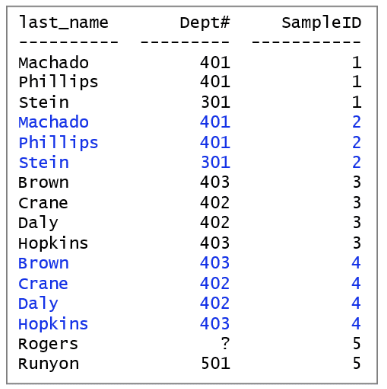 last_name Dept# SampleID
---------- --------- -----------
Machado 401 1
Phillips 401 1
Stein 301 1
Machado 401 2
Phillips 401 2
Stein 301 2
Brown 403 3
Crane 402 3
Daly 402 3
Hopkins 403 3
Brown 403 4
Crane 402 4
Daly 402 4
Hopkins 403 4
Rogers ? 5
Runyon 501 5